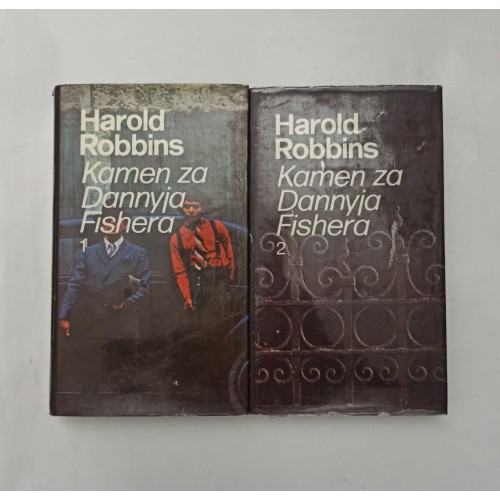 Harold
Robbins
Kamen za
Dannyja
Fishera
1
Harold
Robbins
Kamen za
Dannyja
Fishera
2